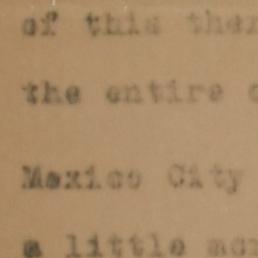 of this
the entire
Mexico City
a little